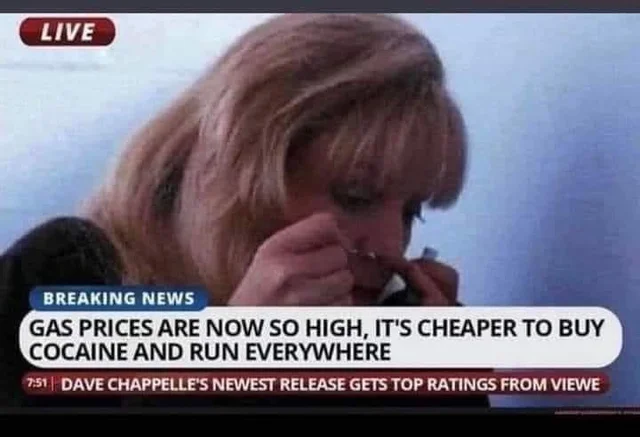 LIVE
BREAKING NEWS
GAS PRICES ARE NOW SO HIGH, IT'S CHEAPER TO BUY
COCAINE AND RUN EVERYWHERE
7:51 DAVE CHAPPELLE'S NEWEST RELEASE GETS TOP RATINGS FROM VIEWE